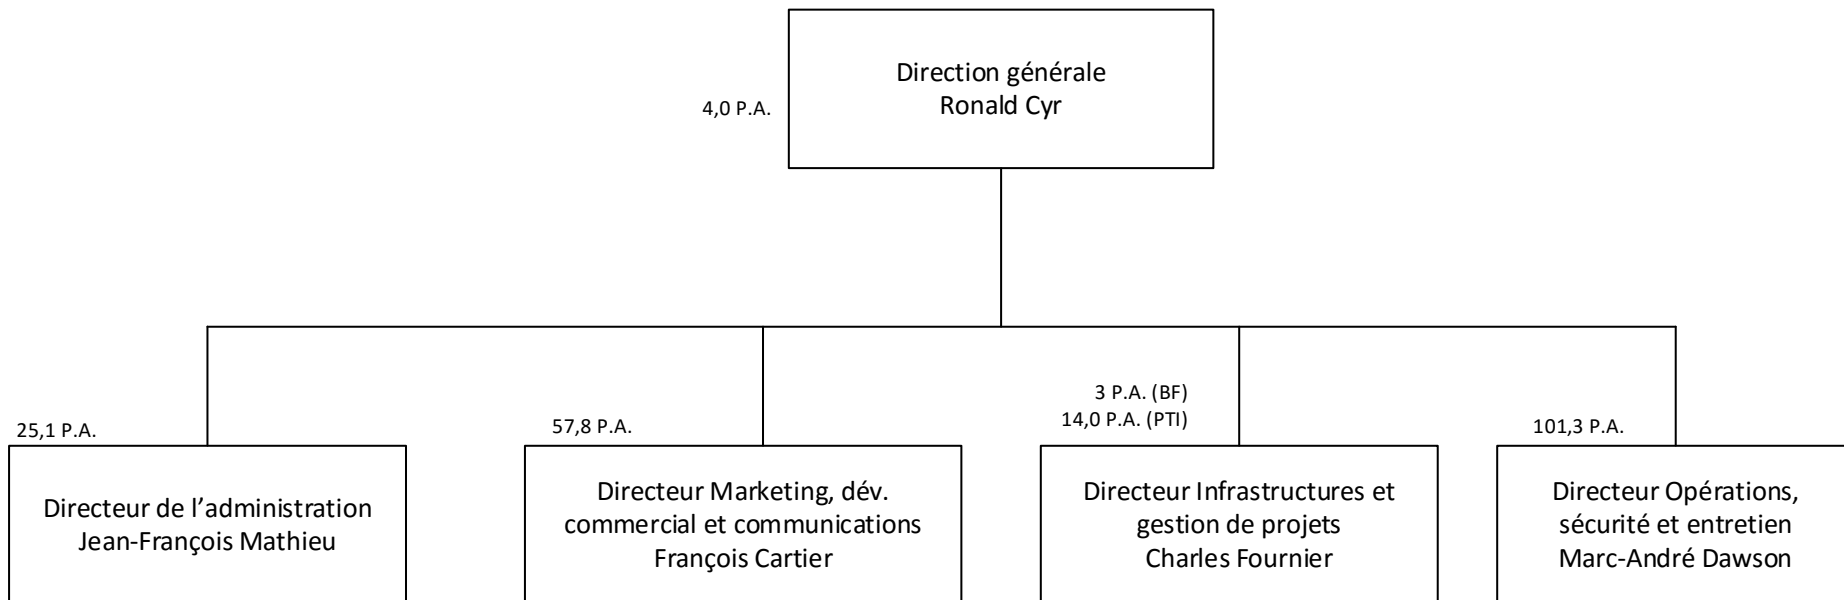 Direction générale
Ronald Cyr
4,0 P.A.
25,1 P.A.
Directeur de l’administration
Jean-François Mathieu
57,8 P.A.
Directeur Marketing, dév.
commercial et communications
François Cartier
3 P.A. (BF)
14,0 P.A. (PTI)
Directeur Infrastructures et
gestion de projets
Charles Fournier
101,3 P.A.
Directeur Opérations,
sécurité et entretien
Marc-André Dawson